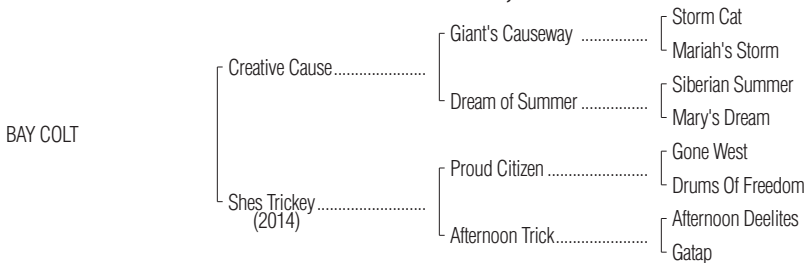 Storm Cat
Giant's Causeway ................
Mariah's Storm
Creative Cause......................
Siberian Summer
Dream of Summer ................
Mary's Dream
BAY COLT
Gone West
Proud Citizen ........................
Drums Of Freedom
Shes Trickey..........................
(2014)
Afternoon Deelites
Afternoon Trick......................
Gatap